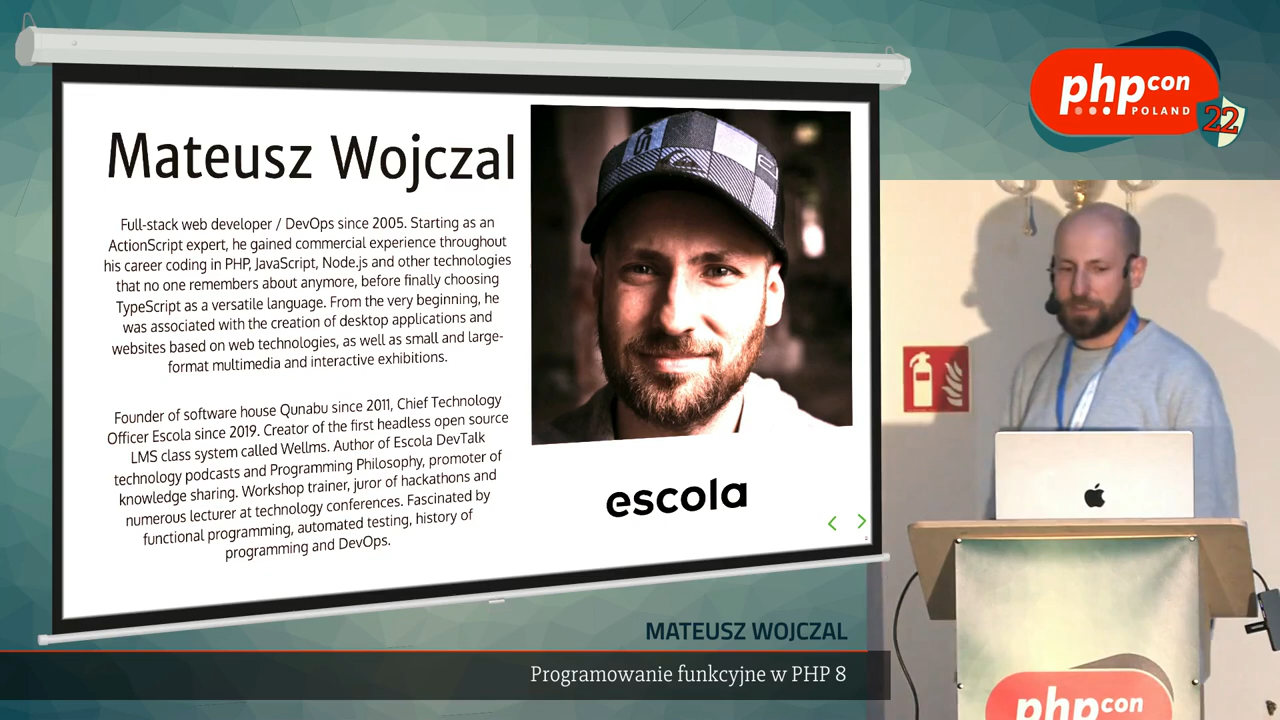 Mateusz Wojczal
Full-stack web developer / DevOps since 2005. Starting as an
ActionScript expert, he gained commercial experience throughout
his career coding in PHP, JavaScript, Node.js and other technologies
that no one remembers about anymore, before finally choosing
TypeScript as a versatile language. From the very beginning, he
was associated with the creation of desktop applications and
websites based on web technologies, as well as small and large-
format multimedia and interactive exhibitions.
Founder of software house Qunabu since 2011, Chief Technology
Officer Escola since 2019. Creator of the first headless open source
LMS class system called Wellms. Author of Escola DevTalk
technology podcasts and Programming Philosophy, promoter of
knowledge sharing. Workshop trainer, juror of hackathons and
numerous lecturer at technology conferences. Fascinated by
functional programming, automated testing, history of
programming and DevOps.
escola
phpcon
POLAND
22
MATEUSZ WOJCZAL
Programowanie funkcyjne w PHP 8
phpcon